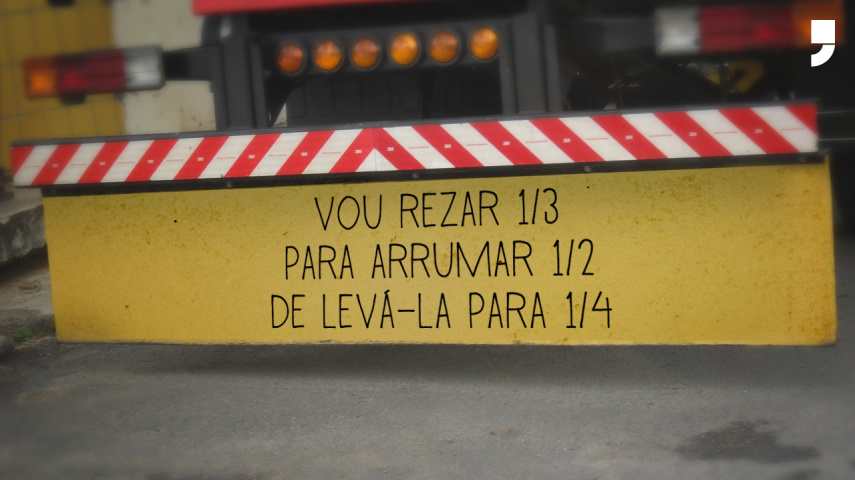 VOU REZAR 1/3
PARA ARRUMAR 1/2
DE LEVÁ-LA PARA 1/4